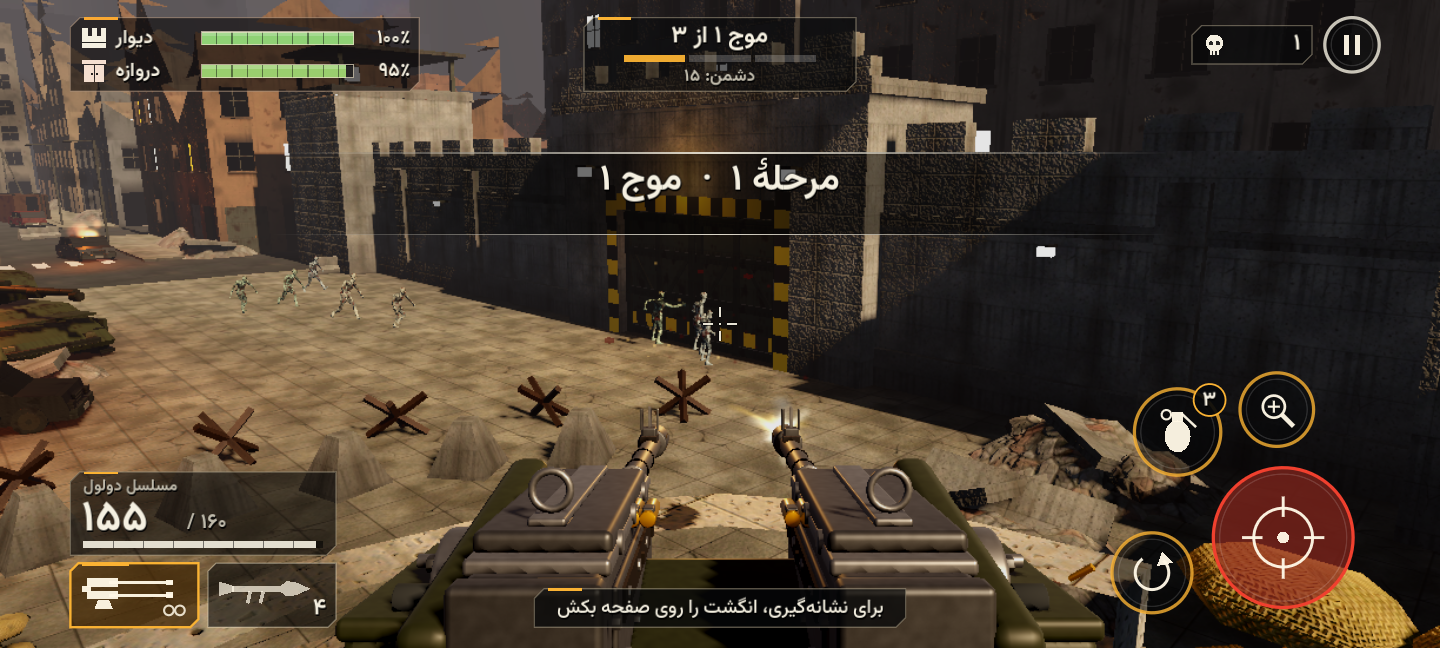 دیوار ۱۰۰٪
دروازه ۹۵٪
موج ۱ از ۳
دشمن: ۱۵
۱
مرحلهٔ ۱ · موج ۱
۳
مسلسل دولول
۱۵۵ / ۱۶۰
∞
۴
برای نشانه‌گیری، انگشت را روی صفحه بکش